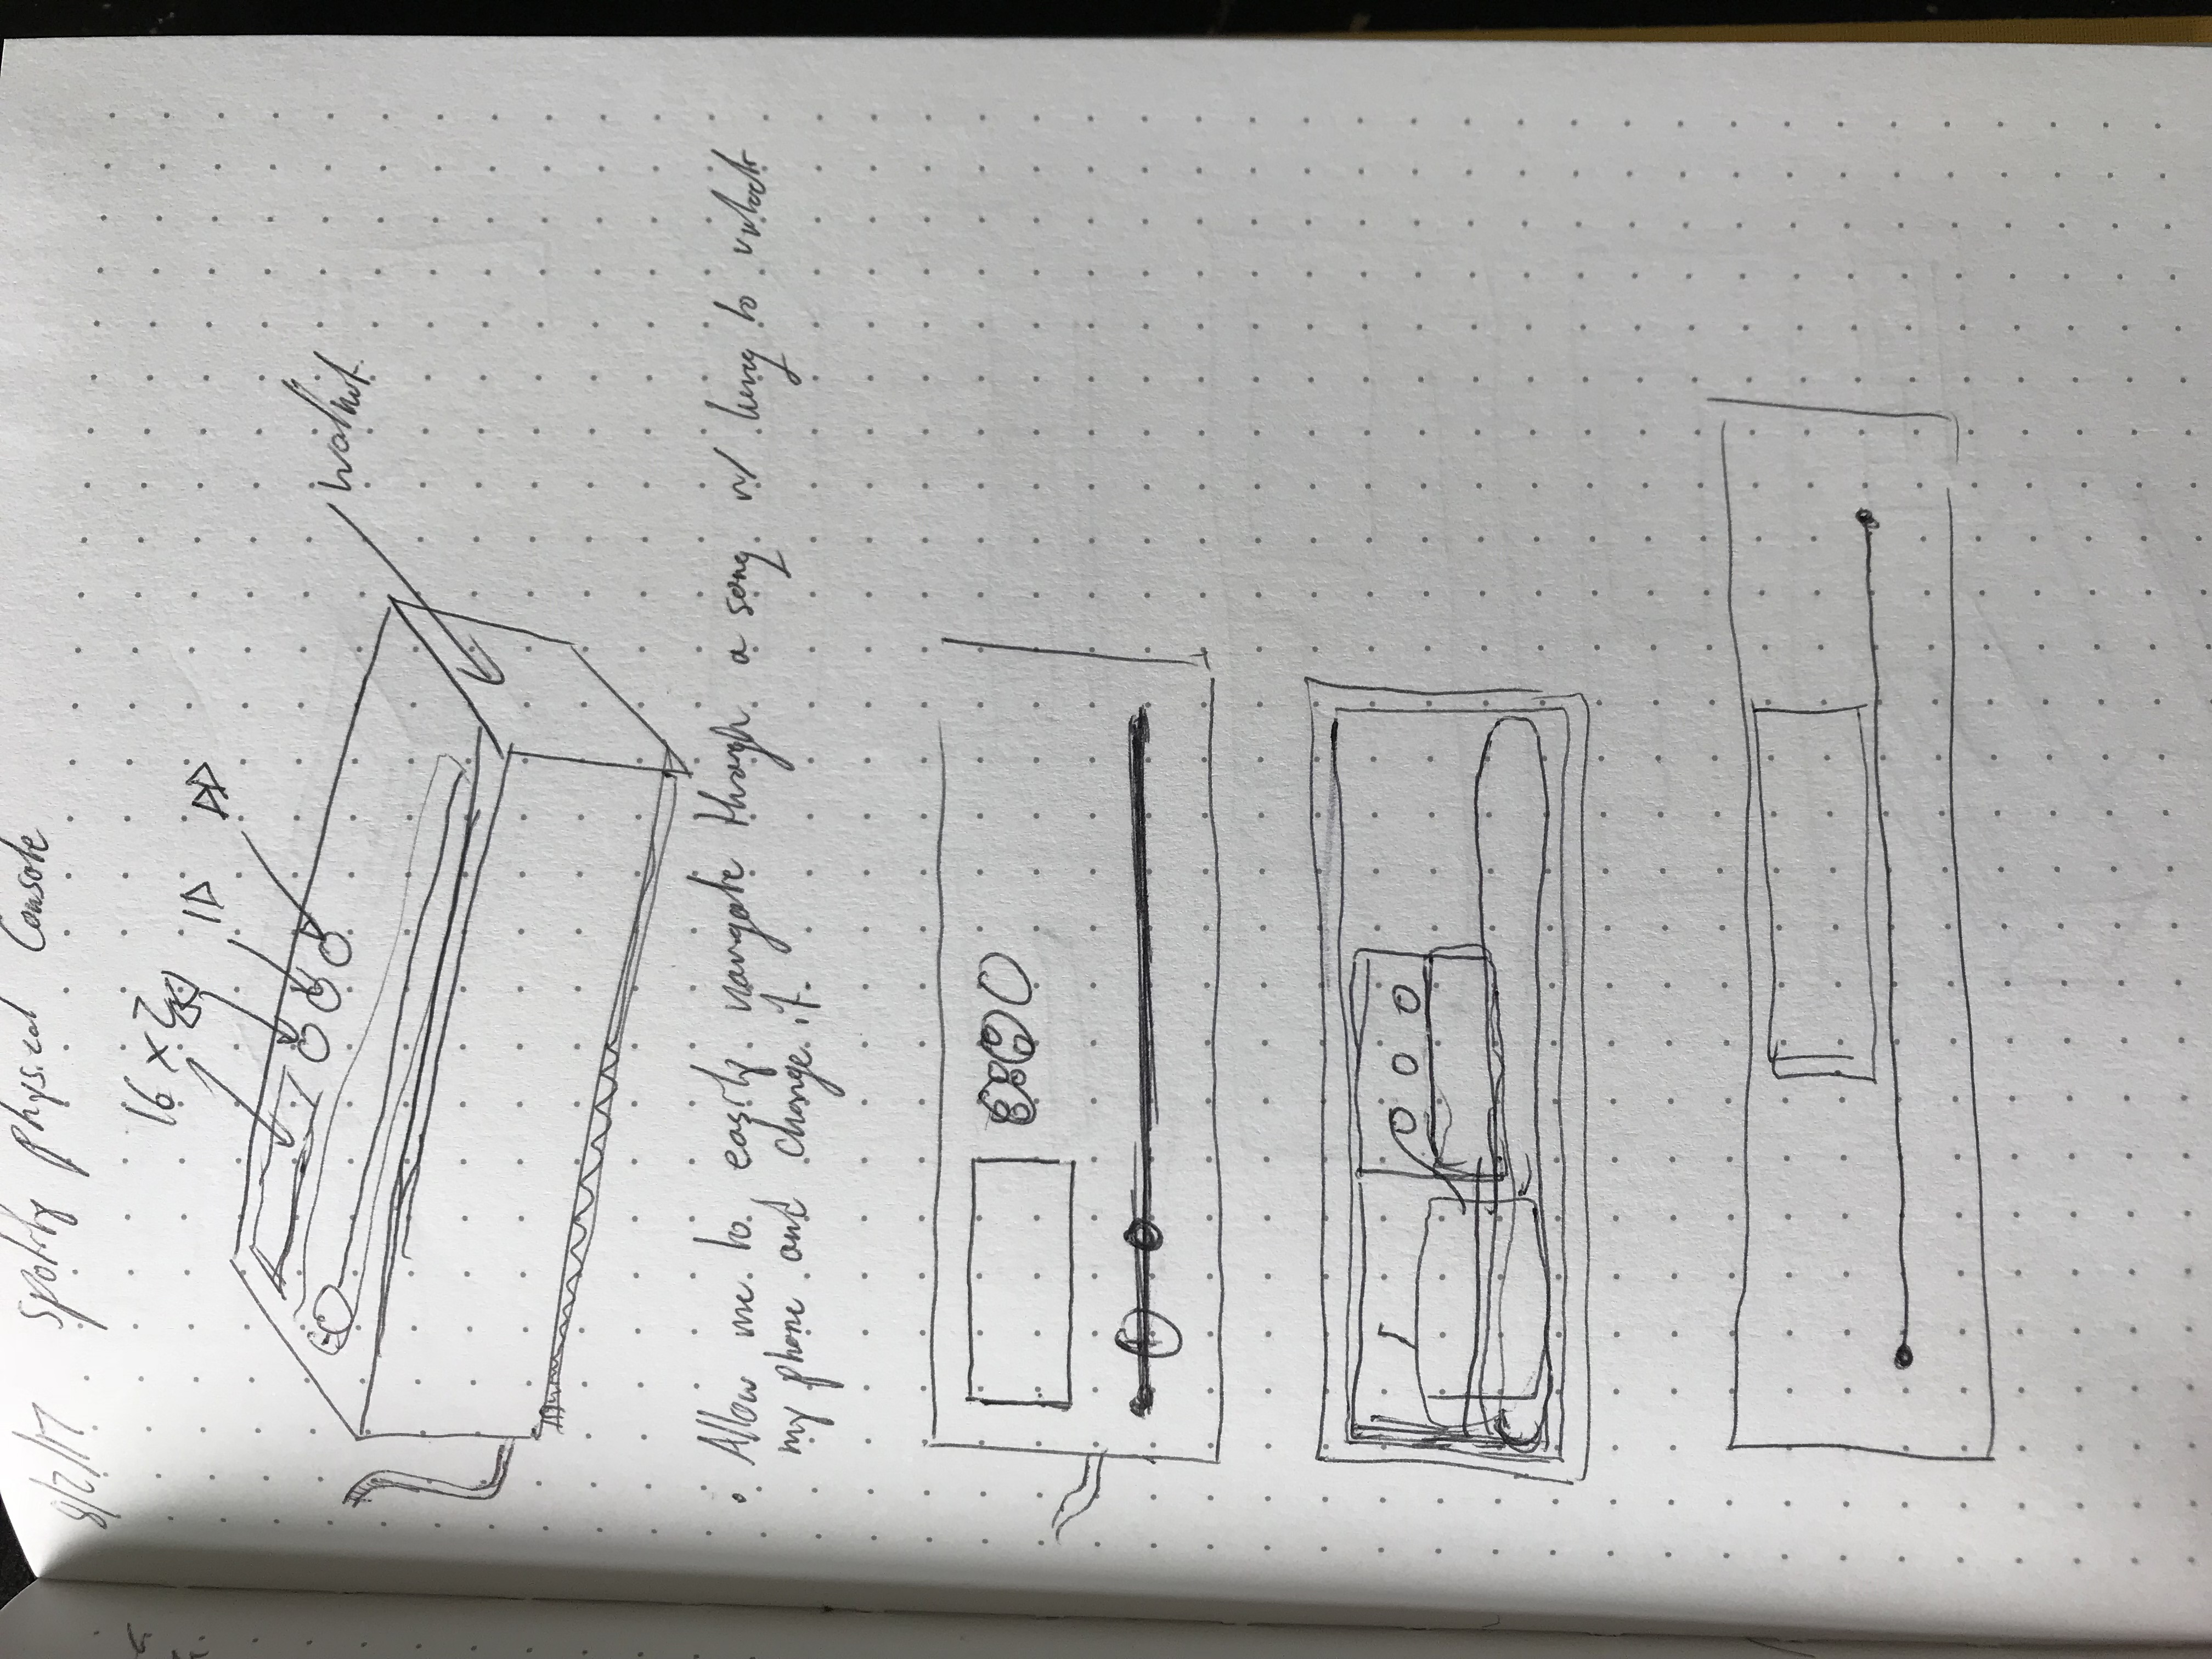 8/2/17 Spotify physical Console
16 x 2
walnut.
• Allow me to easily navigate through a song w/ having to unlock
my phone and change it.